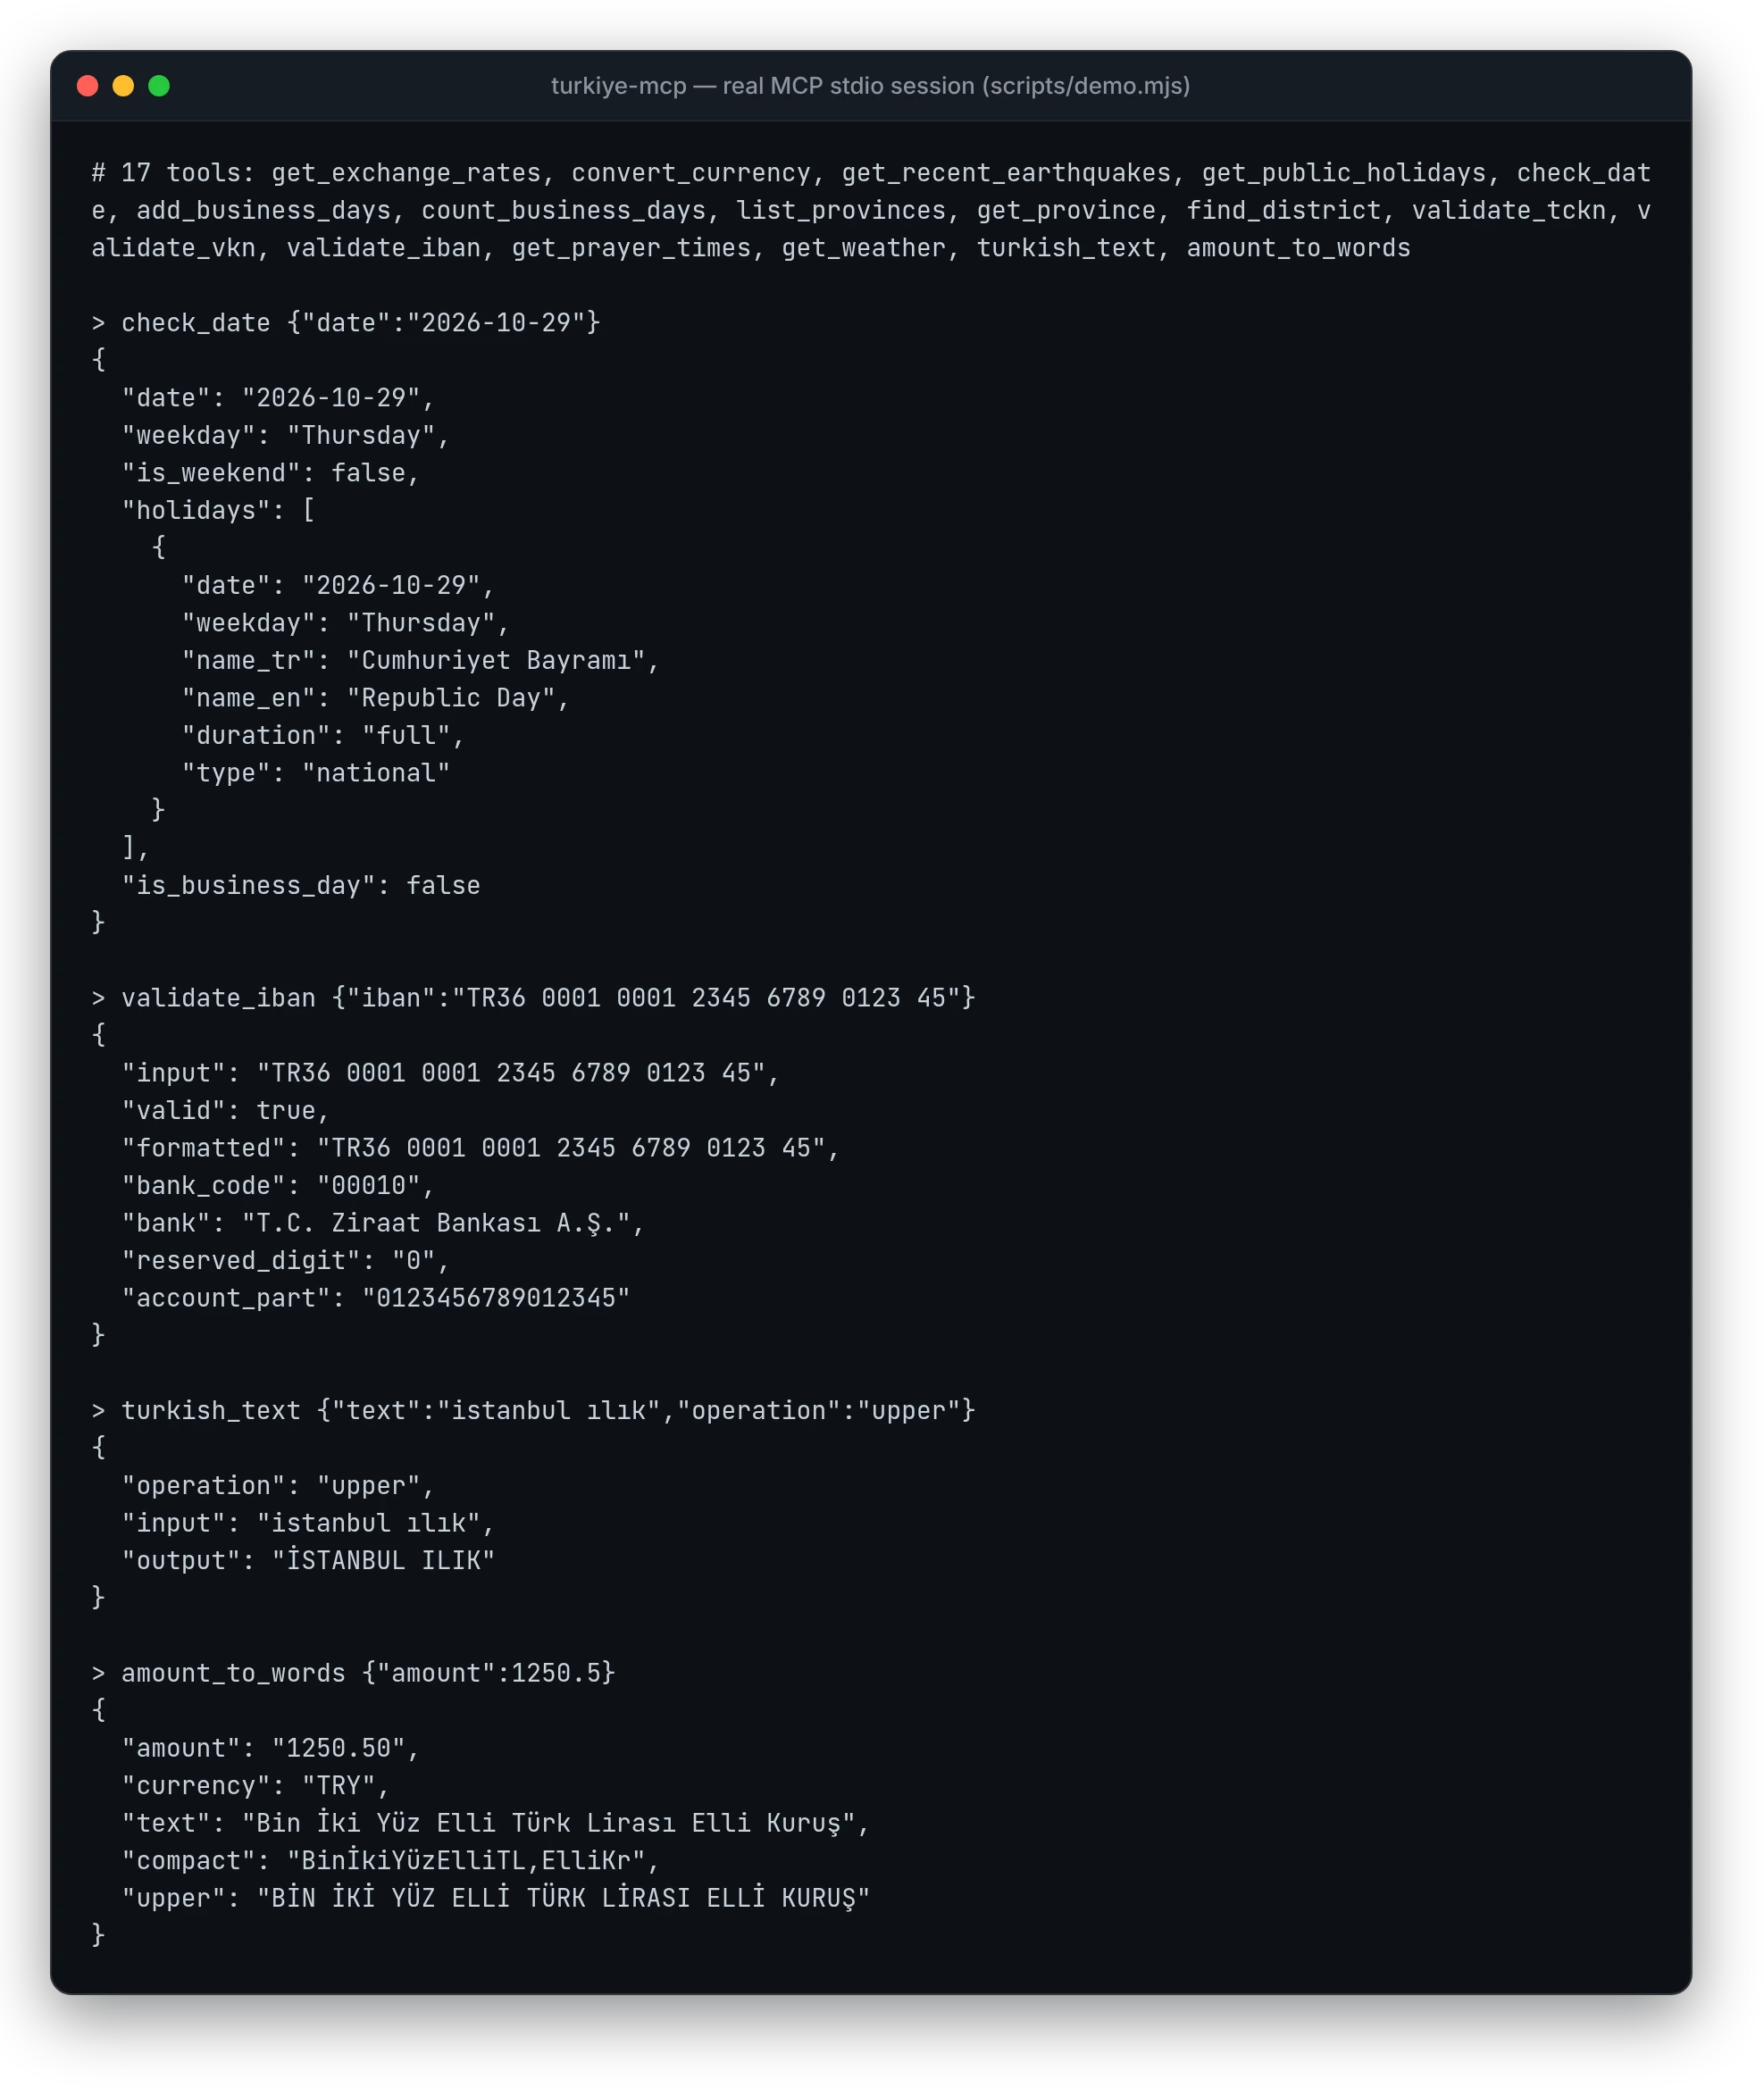 turkiye-mcp — real MCP stdio session (scripts/demo.mjs)
# 17 tools: get_exchange_rates, convert_currency, get_recent_earthquakes, get_public_holidays, check_dat
e, add_business_days, count_business_days, list_provinces, get_province, find_district, validate_tckn, v
alidate_vkn, validate_iban, get_prayer_times, get_weather, turkish_text, amount_to_words

> check_date {"date":"2026-10-29"}
{
  "date": "2026-10-29",
  "weekday": "Thursday",
  "is_weekend": false,
  "holidays": [
    {
      "date": "2026-10-29",
      "weekday": "Thursday",
      "name_tr": "Cumhuriyet Bayramı",
      "name_en": "Republic Day",
      "duration": "full",
      "type": "national"
    }
  ],
  "is_business_day": false
}

> validate_iban {"iban":"TR36 0001 0001 2345 6789 0123 45"}
{
  "input": "TR36 0001 0001 2345 6789 0123 45",
  "valid": true,
  "formatted": "TR36 0001 0001 2345 6789 0123 45",
  "bank_code": "00010",
  "bank": "T.C. Ziraat Bankası A.Ş.",
  "reserved_digit": "0",
  "account_part": "0123456789012345"
}

> turkish_text {"text":"istanbul ılık","operation":"upper"}
{
  "operation": "upper",
  "input": "istanbul ılık",
  "output": "İSTANBUL ILIK"
}

> amount_to_words {"amount":1250.5}
{
  "amount": "1250.50",
  "currency": "TRY",
  "text": "Bin İki Yüz Elli Türk Lirası Elli Kuruş",
  "compact": "BinİkiYüzElliTL,ElliKr",
  "upper": "BİN İKİ YÜZ ELLİ TÜRK LİRASI ELLİ KURUŞ"
}